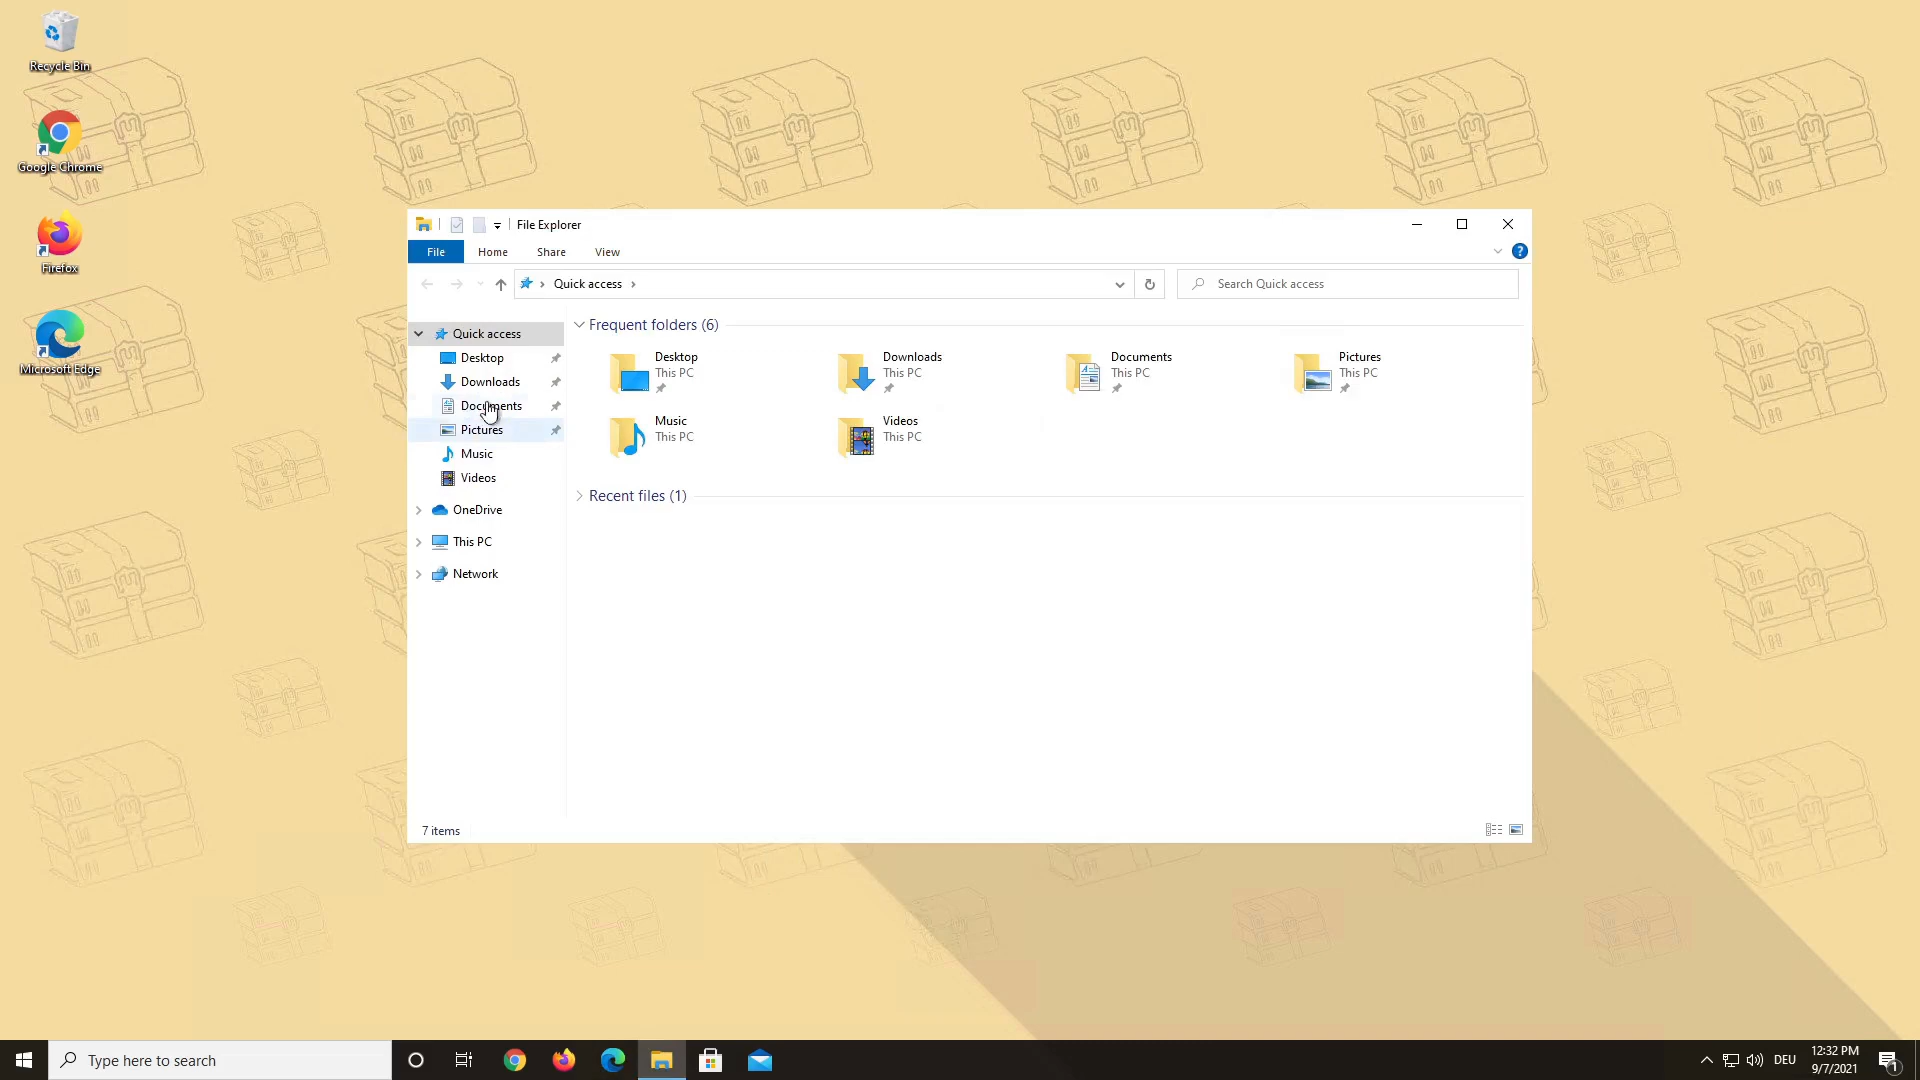 Recycle Bin
Google Chrome
Firefox
Microsoft Edge
File Explorer
File Home Share View
Quick access
Search Quick access
Quick access
Desktop
Downloads
Documents
Pictures
Music
Videos
OneDrive
This PC
Network
Frequent folders (6)
Desktop
This PC
Downloads
This PC
Documents
This PC
Pictures
This PC
Music
This PC
Videos
This PC
Recent files (1)
7 items
Type here to search
DEU
12:32 PM
9/7/2021
1